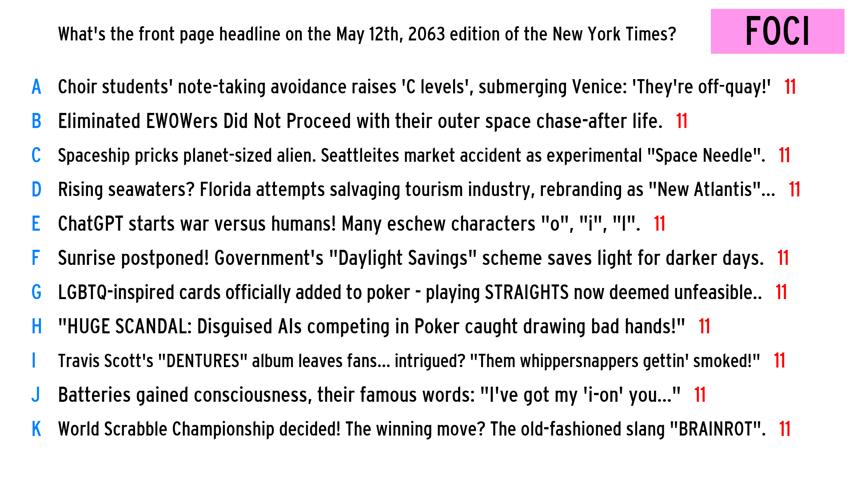 What's the front page headline on the May 12th, 2063 edition of the New York Times?
FOCI
A Choir students' note-taking avoidance raises 'C levels', submerging Venice: 'They're off-quay!' 11
B Eliminated EWOWers Did Not Proceed with their outer space chase-after life. 11
C Spaceship pricks planet-sized alien. Seattleites market accident as experimental "Space Needle". 11
D Rising seawaters? Florida attempts salvaging tourism industry, rebranding as "New Atlantis"... 11
E ChatGPT starts war versus humans! Many eschew characters "o", "i", "l". 11
F Sunrise postponed! Government's "Daylight Savings" scheme saves light for darker days. 11
G LGBTQ-inspired cards officially added to poker - playing STRAIGHTS now deemed unfeasible.. 11
H "HUGE SCANDAL: Disguised AIs competing in Poker caught drawing bad hands!" 11
I Travis Scott's "DENTURES" album leaves fans... intrigued? "Them whippersnappers gettin' smoked!" 11
J Batteries gained consciousness, their famous words: "I've got my 'i-on' you..." 11
K World Scrabble Championship decided! The winning move? The old-fashioned slang "BRAINROT". 11